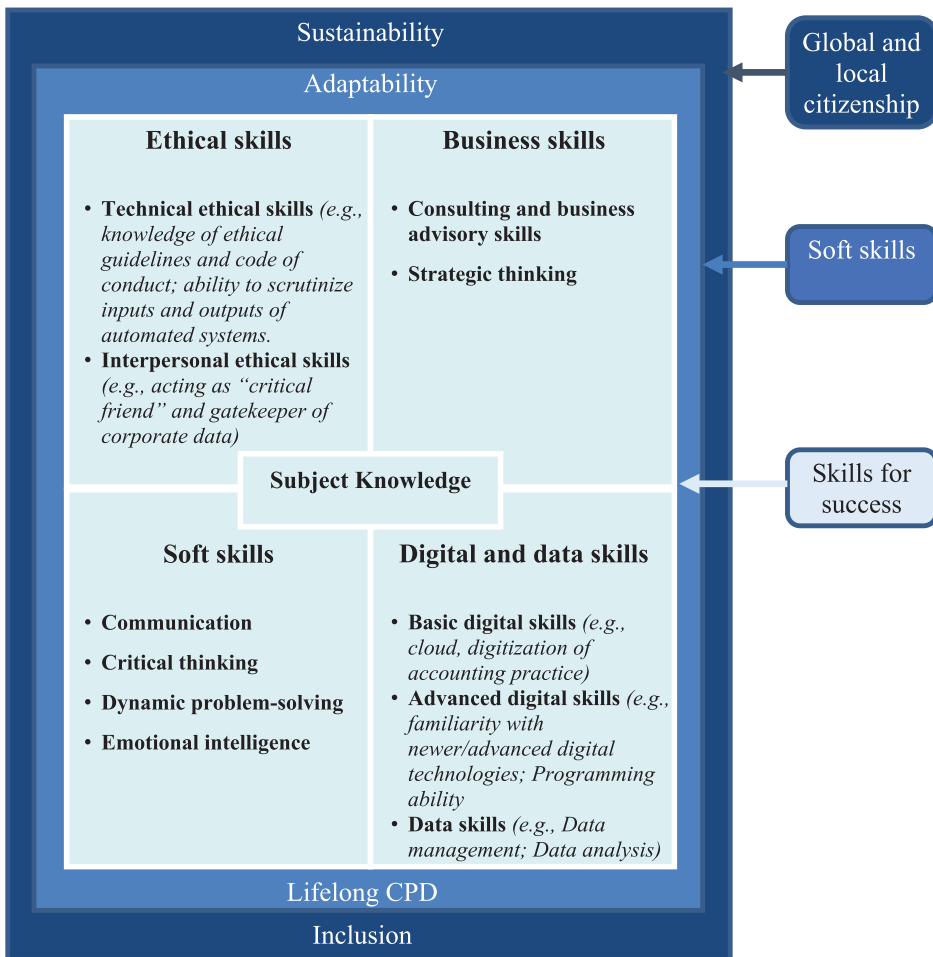 Sustainability
Adaptability
Ethical skills
• Technical ethical skills (e.g.,
knowledge of ethical
guidelines and code of
conduct; ability to scrutinize
inputs and outputs of
automated systems.
• Interpersonal ethical skills
(e.g., acting as “critical
friend” and gatekeeper of
corporate data)
Business skills
• Consulting and business
advisory skills
• Strategic thinking
Subject Knowledge
Soft skills
• Communication
• Critical thinking
• Dynamic problem-solving
• Emotional intelligence
Digital and data skills
• Basic digital skills (e.g.,
cloud, digitization of
accounting practice)
• Advanced digital skills (e.g.,
familiarity with
newer/advanced digital
technologies; Programming
ability
• Data skills (e.g., Data
management; Data analysis)
Lifelong CPD
Inclusion
Global and
local
citizenship
Soft skills
Skills for
success